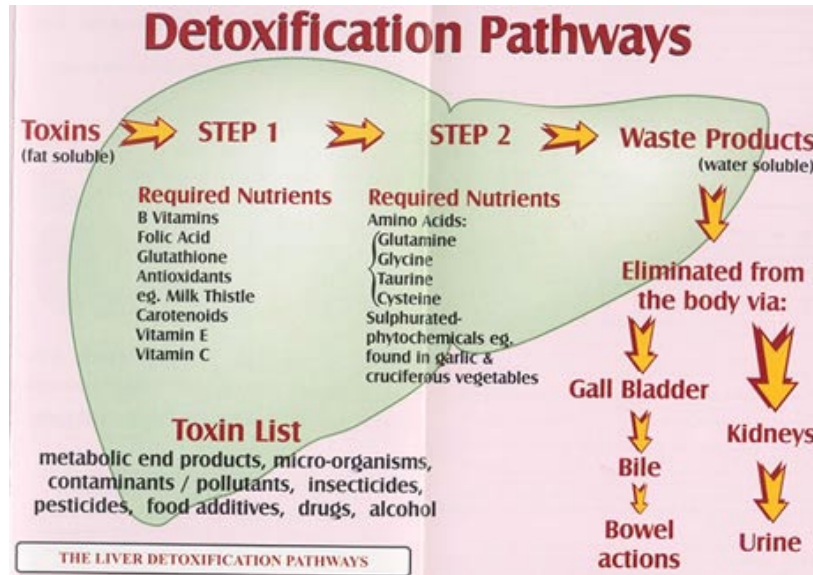 Detoxification Pathways
Toxins
(fat soluble)
STEP 1
STEP 2
Waste Products
(water soluble)
Required Nutrients
B Vitamins
Folic Acid
Glutathione
Antioxidants
eg. Milk Thistle
Carotenoids
Vitamin E
Vitamin C
Required Nutrients
Amino Acids:
Glutamine
Glycine
Taurine
Cysteine
Sulphurated-
phytochemicals eg.
found in garlic &
cruciferous vegetables
Eliminated from
the body via:
Gall Bladder
Bile
Bowel
actions
Kidneys
Urine
Toxin List
metabolic end products, micro-organisms,
contaminants / pollutants, insecticides,
pesticides, food additives, drugs, alcohol
THE LIVER DETOXIFICATION PATHWAYS